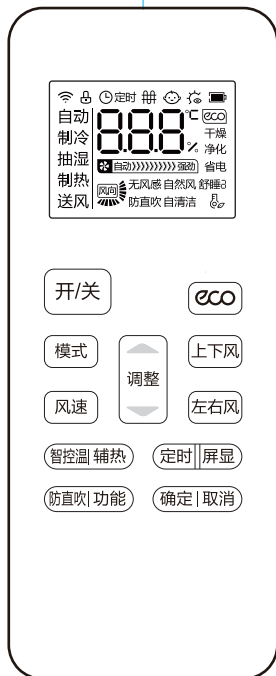 定时
自动 88.8 ℃ eco
制冷 干燥
抽湿 % 净化
制热 自动 强劲 省电
送风 风向 无风感 自然风 舒睡3
防直吹 自清洁
开/关 eco
模式 调整 上下风
风速 左右风
智控温|辅热 定时||屏显
防直吹|功能 确定|取消